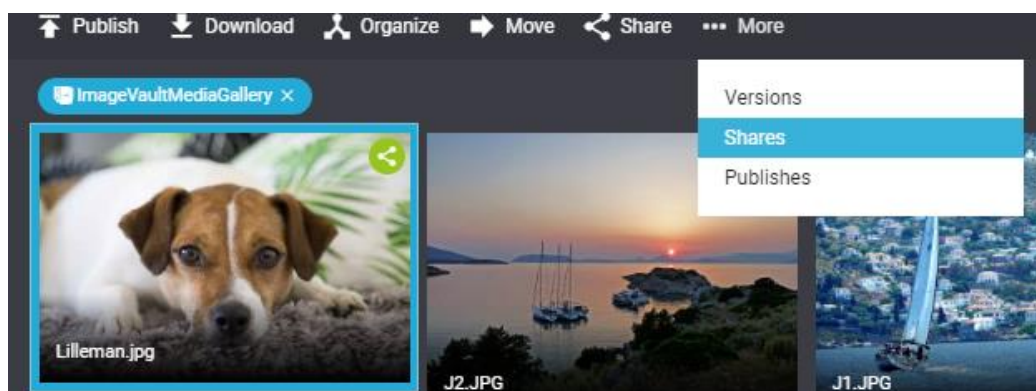 Publish Download Organize Move Share ••• More
ImageVaultMediaGallery ×
Versions
Shares
Publishes
Lilleman.jpg
J2.JPG
J1.JPG